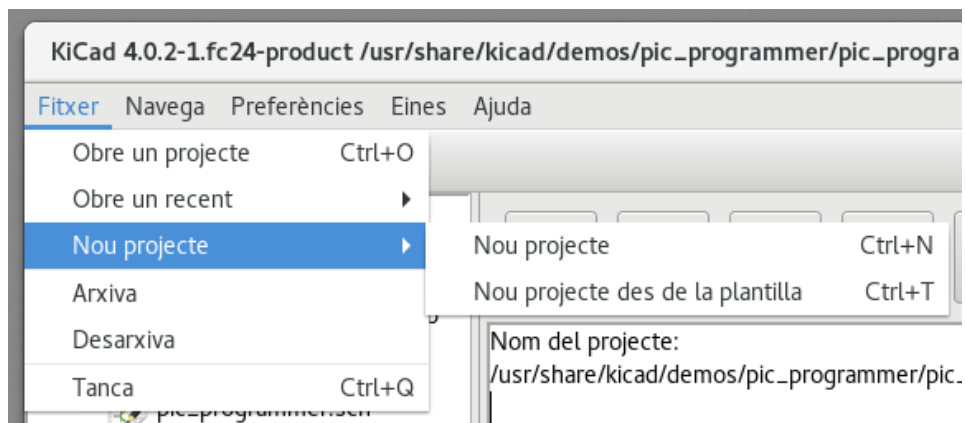 KiCad 4.0.2-1.fc24-product /usr/share/kicad/demos/pic_programmer/pic_progra
Fitxer Navega Preferències Eines Ajuda
Obre un projecte Ctrl+O
Obre un recent
Nou projecte
Nou projecte Ctrl+N
Nou projecte des de la plantilla Ctrl+T
Arxiva
Desarxiva
Tanca Ctrl+Q
Nom del projecte:
/usr/share/kicad/demos/pic_programmer/pic_
pic_programmer.sch